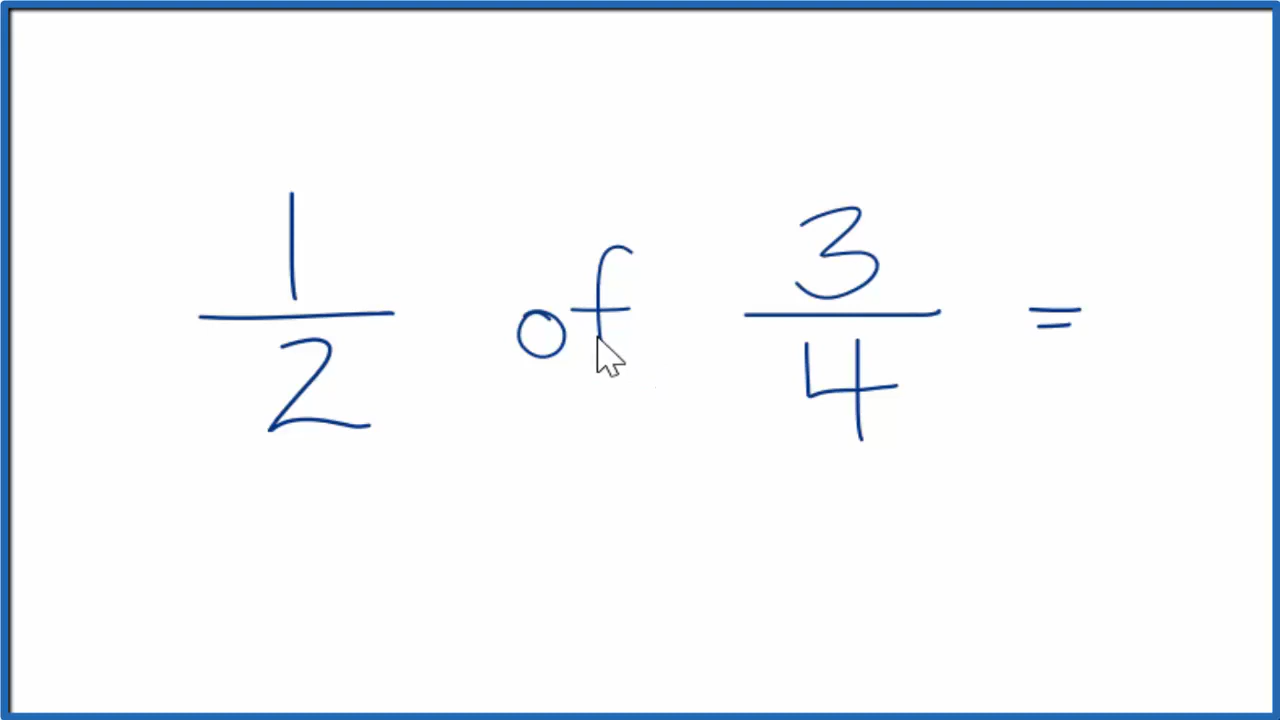 1/2 of 3/4 =